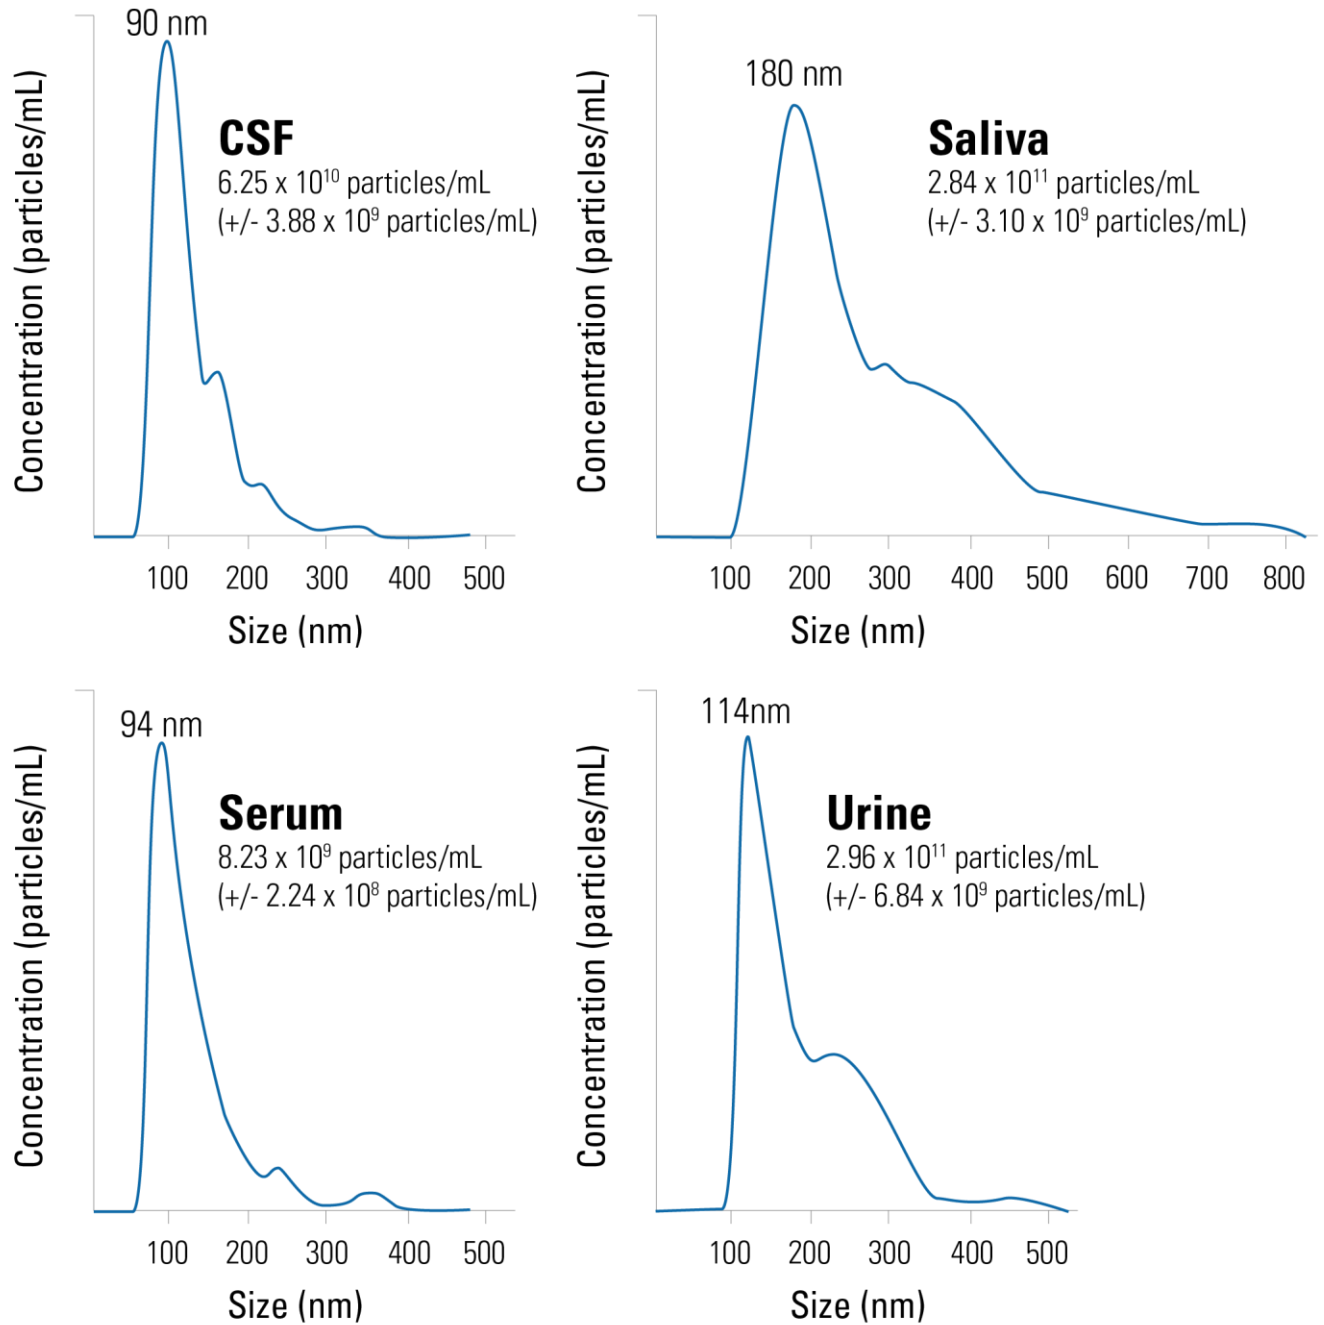 90 nm
CSF
6.25 x 10¹⁰ particles/mL
(+/- 3.88 x 10⁹ particles/mL)
Concentration (particles/mL)
100 200 300 400 500
Size (nm)
180 nm
Saliva
2.84 x 10¹¹ particles/mL
(+/- 3.10 x 10⁹ particles/mL)
Concentration (particles/mL)
100 200 300 400 500 600 700 800
Size (nm)
94 nm
Serum
8.23 x 10⁹ particles/mL
(+/- 2.24 x 10⁸ particles/mL)
Concentration (particles/mL)
100 200 300 400 500
Size (nm)
114nm
Urine
2.96 x 10¹¹ particles/mL
(+/- 6.84 x 10⁹ particles/mL)
Concentration (particles/mL)
100 200 300 400 500
Size (nm)